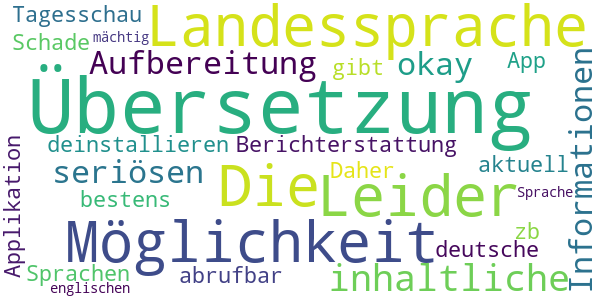 Tagesschau
Landessprache
Schade
mächtig
Aufbereitung
gibt
okay
App
Übersetzung
Informationen
deinstallieren
Berichterstattung
Applikation
seriösen
Die
Daher
aktuell
Leider
Sprache
bestens
Möglichkeit
zb
deutsche
Sprachen
abrufbar
inhaltliche
englischen